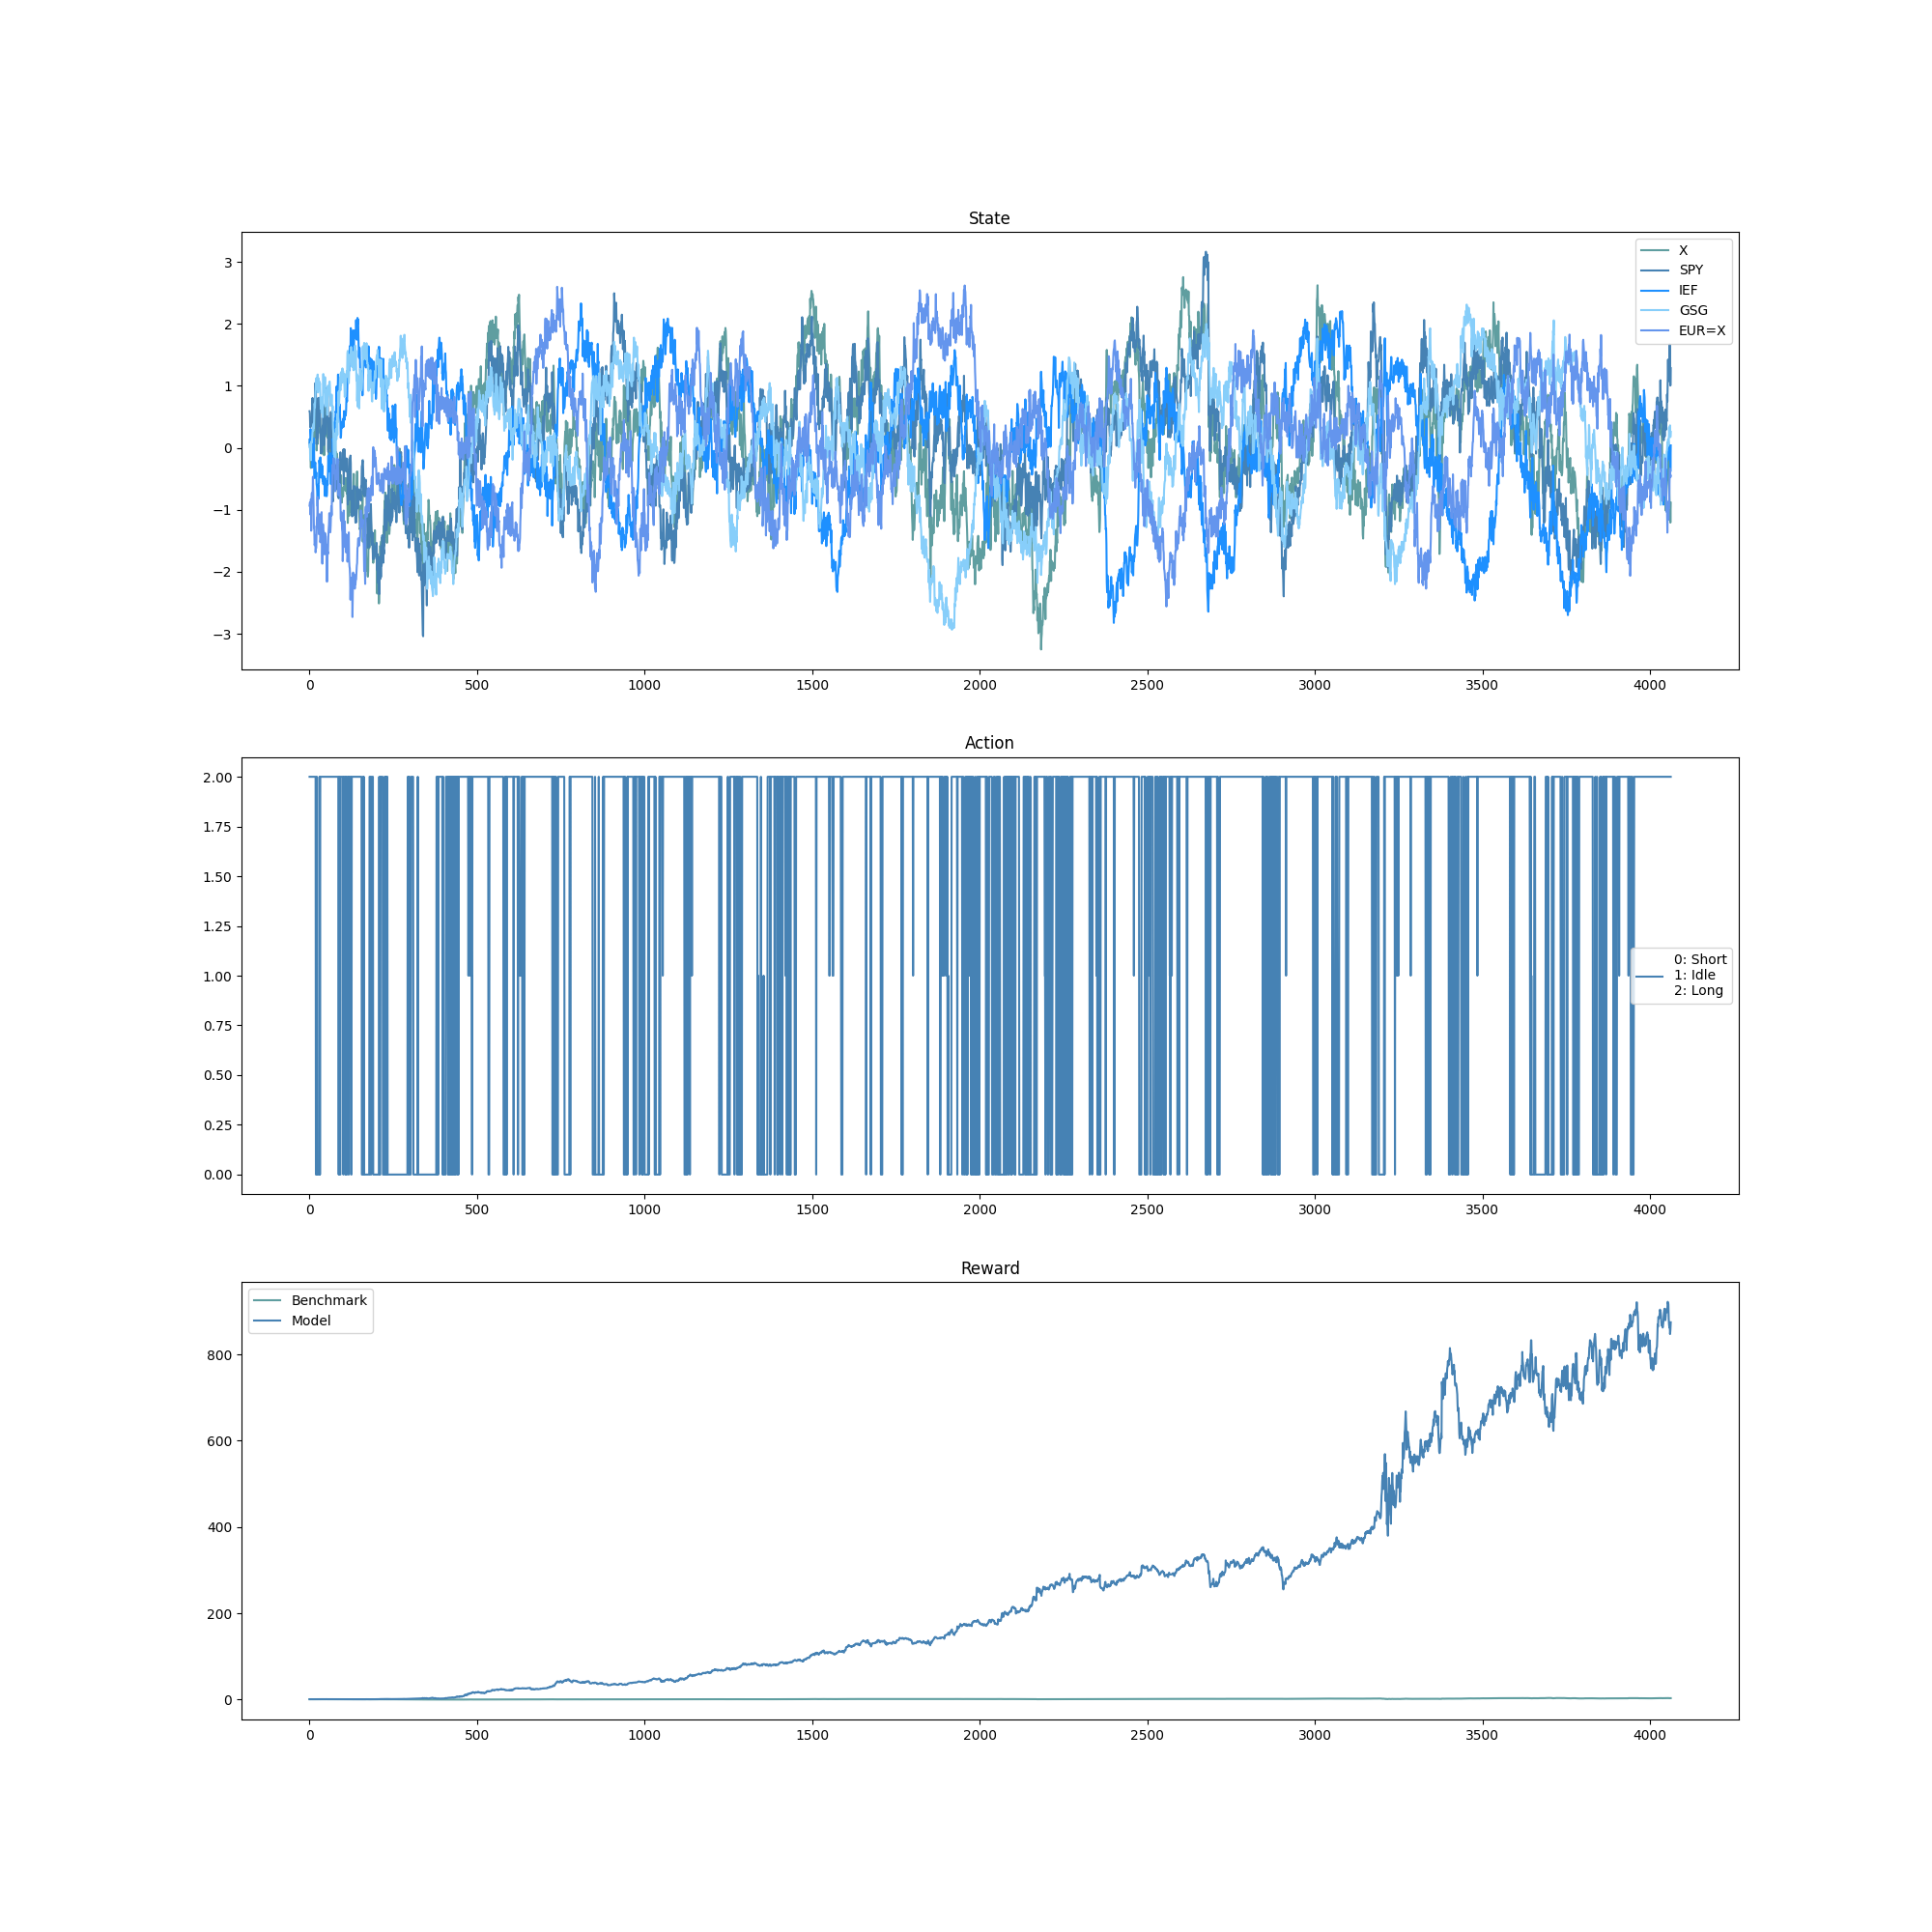 State
3
2
1
0
−1
−2
−3
X
SPY
IEF
GSG
EUR=X
0 500 1000 1500 2000 2500 3000 3500 4000
Action
2.00
1.75
1.50
1.25
1.00
0.75
0.50
0.25
0.00
0: Short
1: Idle
2: Long
0 500 1000 1500 2000 2500 3000 3500 4000
Reward
Benchmark
Model
800
600
400
200
0
0 500 1000 1500 2000 2500 3000 3500 4000